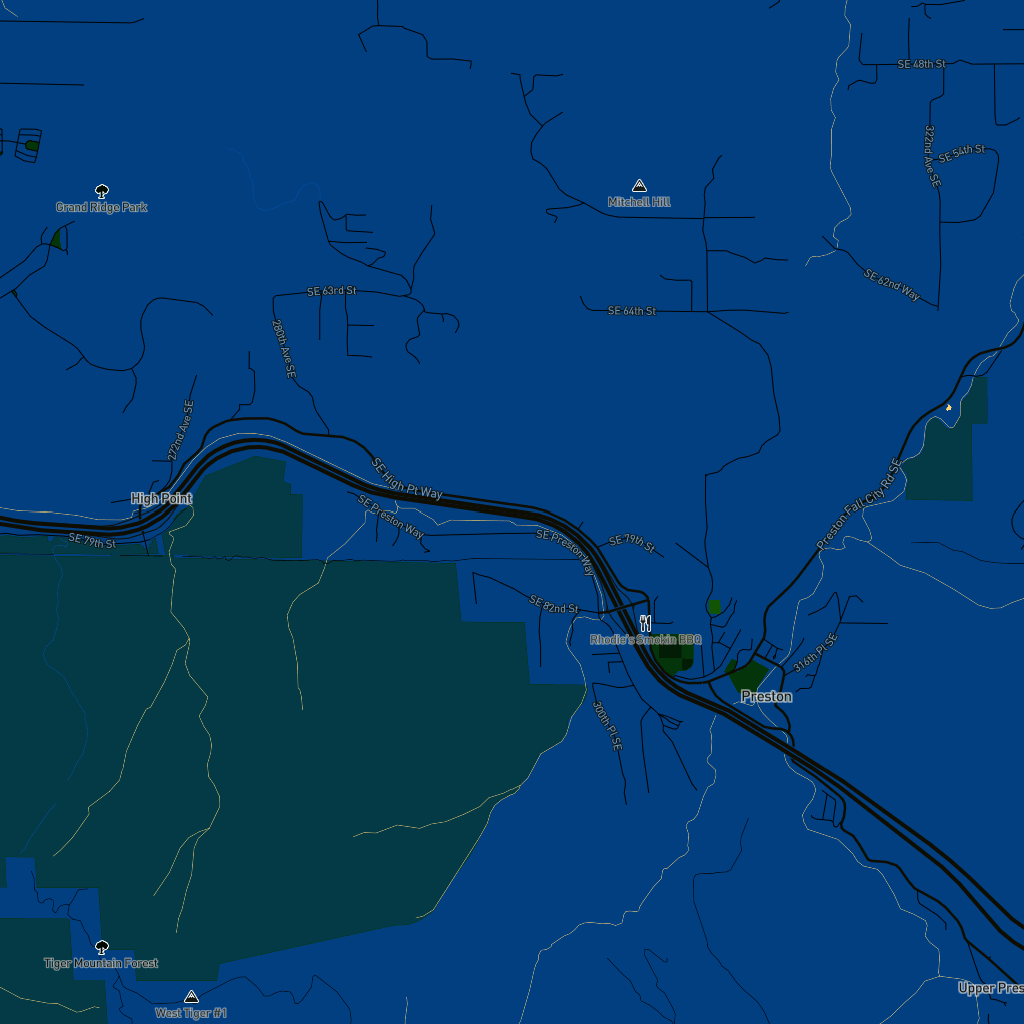 SE 48th St
322nd Ave SE
SE 54th St
Grand Ridge Park
Mitchell Hill
SE 62nd Way
SE 63rd St
SE 64th St
280th Ave SE
272nd Ave SE
SE High Pt Way
Preston Fall City Rd SE
High Point
SE Preston Way
SE 79th St
SE Preston Way
SE 79th St
SE 82nd St
Rhodie's Smokin BBQ
316th Pl SE
Preston
300th Pl SE
Tiger Mountain Forest
Upper Pres
West Tiger #1